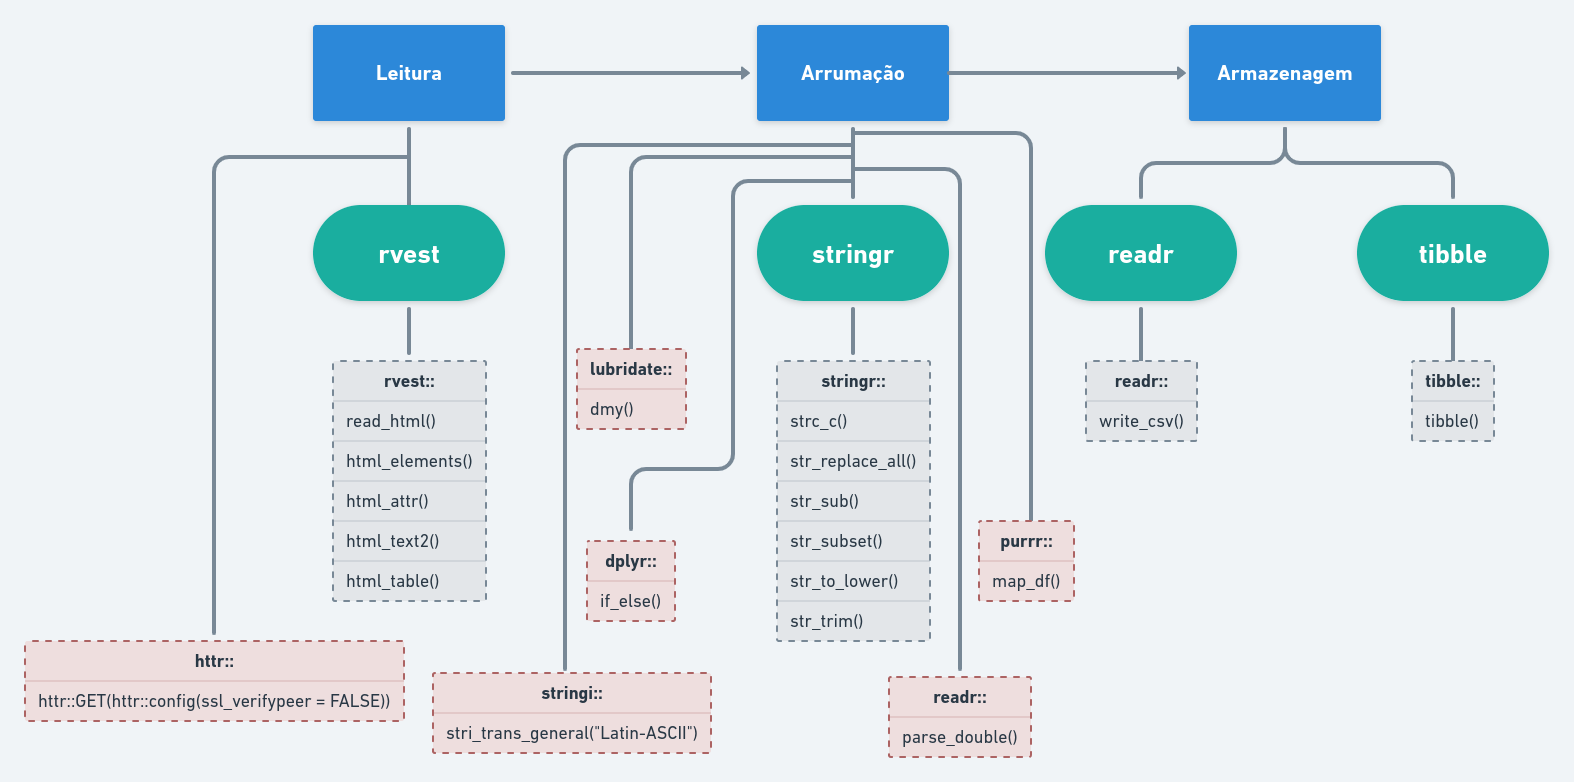 Leitura
Arrumação
Armazenagem
rvest
stringr
readr
tibble
rvest::
read_html()
html_elements()
html_attr()
html_text2()
html_table()
httr::
httr::GET(httr::config(ssl_verifypeer = FALSE))
lubridate::
dmy()
dplyr::
if_else()
stringi::
stri_trans_general("Latin-ASCII")
stringr::
strc_c()
str_replace_all()
str_sub()
str_subset()
str_to_lower()
str_trim()
readr::
parse_double()
purrr::
map_df()
readr::
write_csv()
tibble::
tibble()